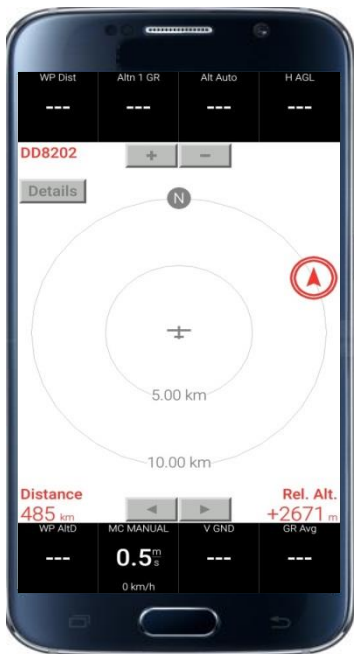 WP Dist Altn 1 GR Alt Auto H AGL
--- --- --- ---
DD8202 + −
Details
N
5.00 km
10.00 km
Distance Rel. Alt.
485 km +2671 m
WP AltD MC MANUAL V GND GR Avg
--- 0.5 m/s --- ---
0 km/h